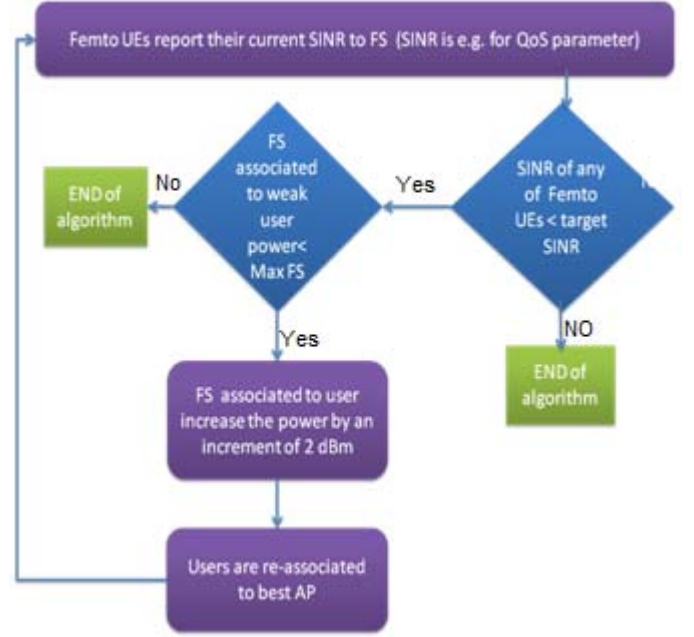 Femto UEs report their current SINR to FS (SINR is e.g. for QoS parameter)
FS
associated
to weak
user
power<
Max FS
No
END of
algorithm
Yes
SINR of any
of Femto
UEs < target
SINR
NO
END of
algorithm
Yes
FS associated to user
increase the power by an
increment of 2 dBm
Users are re-associated
to best AP